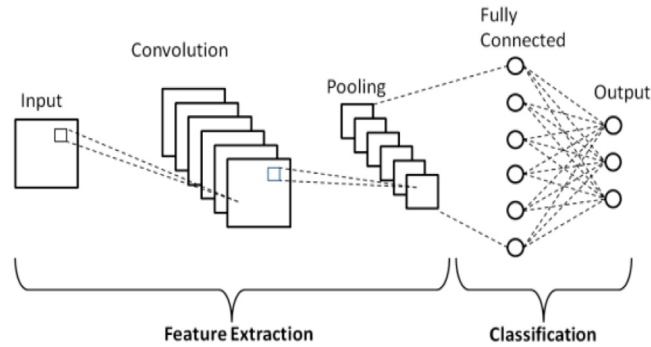 Input
Convolution
Pooling
Fully
Connected
Output
Feature Extraction
Classification